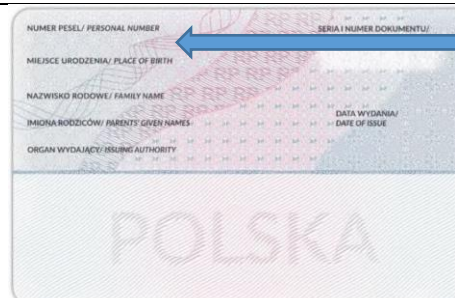 NUMER PESEL/ PERSONAL NUMBER
SERIA I NUMER DOKUMENTU/
MIEJSCE URODZENIA/ PLACE OF BIRTH
NAZWISKO RODOWE/ FAMILY NAME
IMIONA RODZICÓW/ PARENTS' GIVEN NAMES
DATA WYDANIA/
DATE OF ISSUE
ORGAN WYDAJĄCY/ ISSUING AUTHORITY
POLSKA